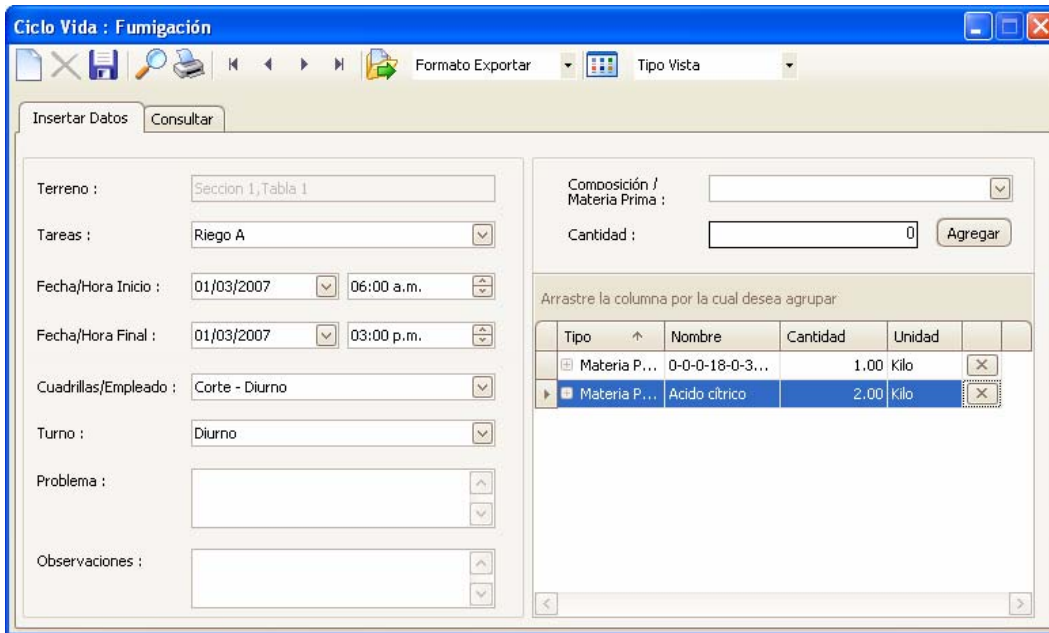 Ciclo Vida : Fumigación
Formato Exportar
Tipo Vista
Insertar Datos
Consultar
Terreno :
Seccion 1,Tabla 1
Tareas :
Riego A
Fecha/Hora Inicio :
01/03/2007
06:00 a.m.
Fecha/Hora Final :
01/03/2007
03:00 p.m.
Cuadrillas/Empleado :
Corte - Diurno
Turno :
Diurno
Problema :
Observaciones :
Composición /
Materia Prima :
Cantidad :
0
Agregar
Arrastre la columna por la cual desea agrupar
Tipo Nombre Cantidad Unidad
Materia P... 0-0-0-18-0-3... 1.00 Kilo
Materia P... Acido cítrico 2.00 Kilo